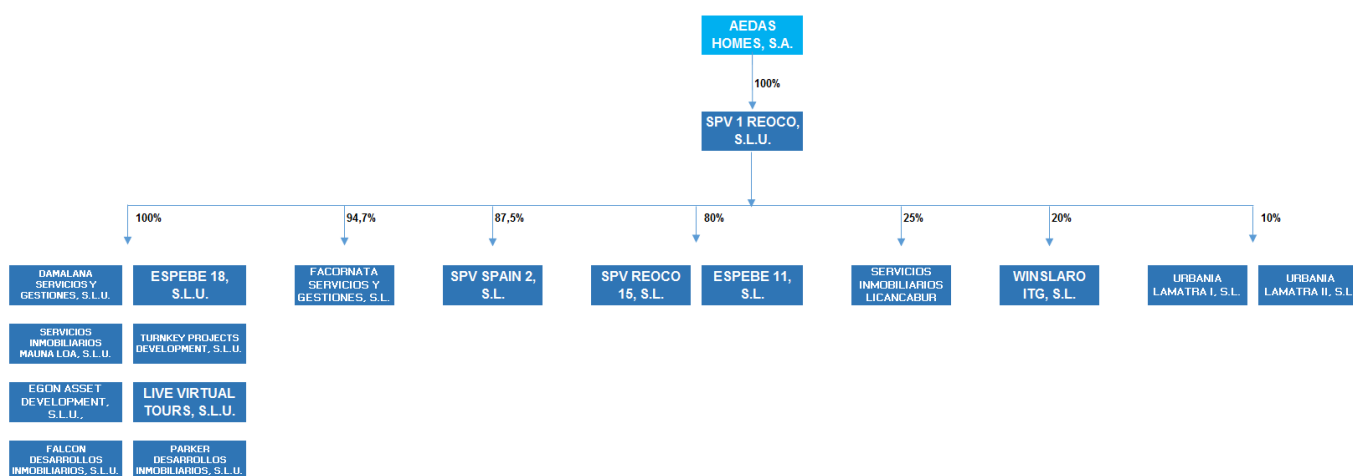 AEDAS
HOMES, S.A.
100%
SPV 1 REOCO,
S.L.U.
100%
94,7%
87,5%
80%
25%
20%
10%
DAMALANA
SERVICIOS Y
GESTIONES, S.L.U.
ESPEBE 18,
S.L.U.
FACORNATA
SERVICIOS Y
GESTIONES, S.L.
SPV SPAIN 2,
S.L.
SPV REOCO
15, S.L.
ESPEBE 11,
S.L.
SERVICIOS
INMOBILIARIOS
LICANCABUR
WINSLARO
ITG, S.L.
URBANIA
LAMATRA I, S.L.
URBANIA
LAMATRA II, S.L
SERVICIOS
INMOBILIARIOS
MAUNA LOA, S.L.U.
TURNKEY PROJECTS
DEVELOPMENT, S.L.U.
EGON ASSET
DEVELOPMENT,
S.L.U.,
LIVE VIRTUAL
TOURS, S.L.U.
FALCON
DESARROLLOS
INMOBILIARIOS, S.L.U.
PARKER
DESARROLLOS
INMOBILIARIOS, S.L.U.